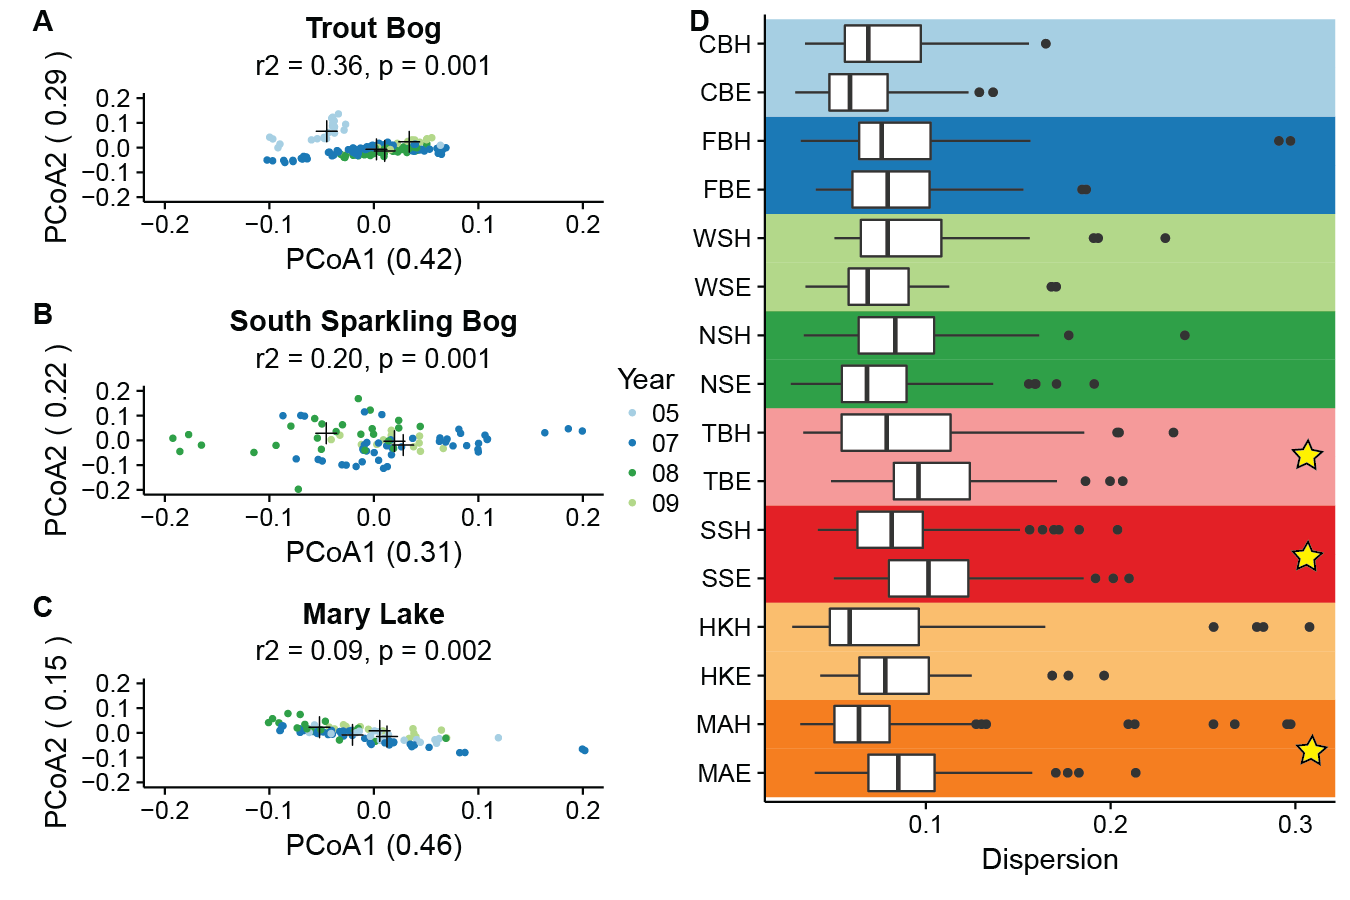 A
Trout Bog
r2 = 0.36, p = 0.001
PCoA2 ( 0.29 )
0.2
0.1
0.0
−0.1
−0.2
−0.2 −0.1 0.0 0.1 0.2
PCoA1 (0.42)
B
South Sparkling Bog
r2 = 0.20, p = 0.001
PCoA2 ( 0.22 )
0.2
0.1
0.0
−0.1
−0.2
−0.2 −0.1 0.0 0.1 0.2
PCoA1 (0.31)
Year
05
07
08
09
C
Mary Lake
r2 = 0.09, p = 0.002
PCoA2 ( 0.15 )
0.2
0.1
0.0
−0.1
−0.2
−0.2 −0.1 0.0 0.1 0.2
PCoA1 (0.46)
D
CBH
CBE
FBH
FBE
WSH
WSE
NSH
NSE
TBH
TBE
SSH
SSE
HKH
HKE
MAH
MAE
0.1 0.2 0.3
Dispersion